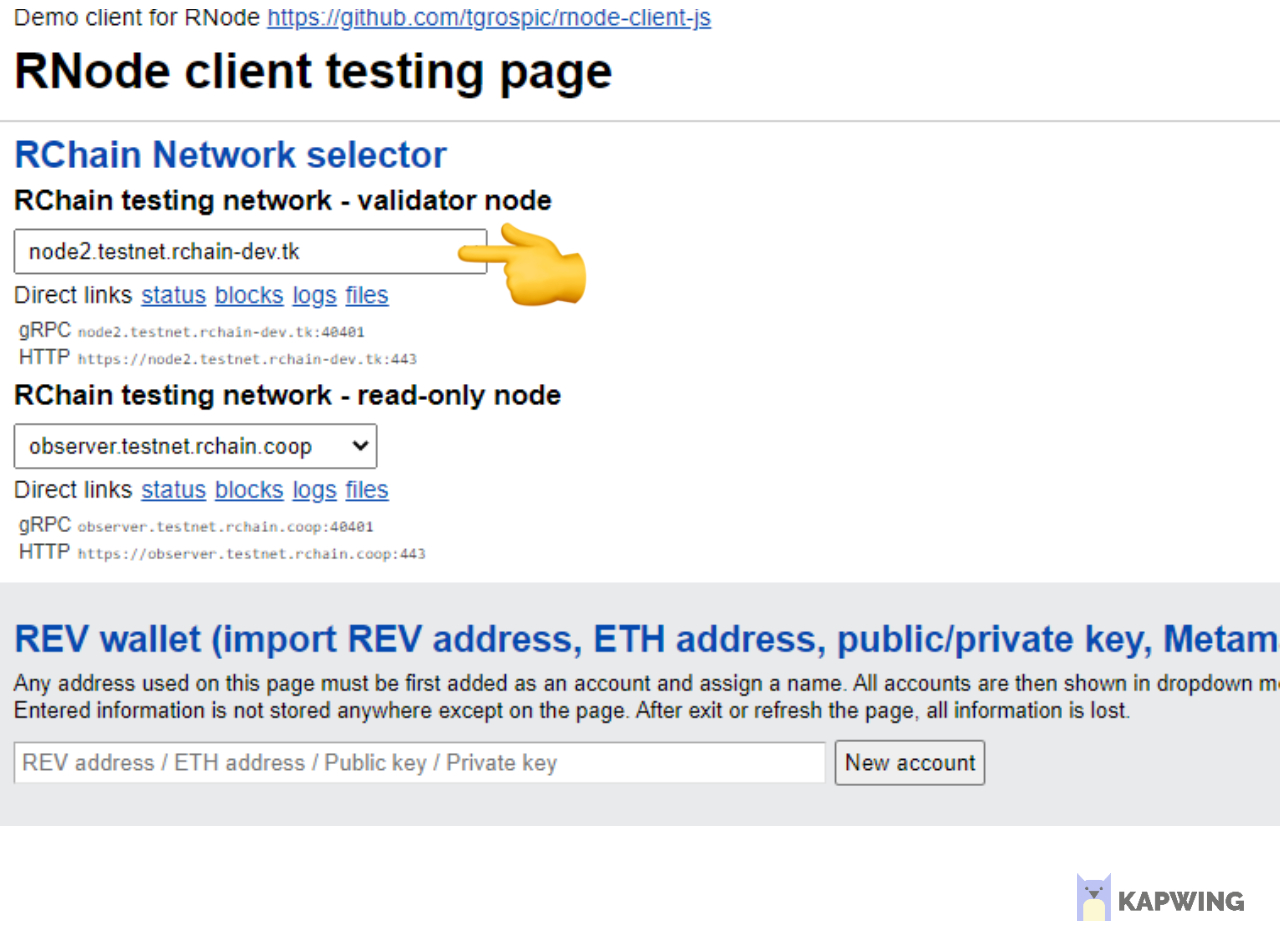 Demo client for RNode https://github.com/tgrospic/rnode-client-js
RNode client testing page
RChain Network selector
RChain testing network - validator node
node2.testnet.rchain-dev.tk
Direct links status blocks logs files
gRPC node2.testnet.rchain-dev.tk:40401
HTTP https://node2.testnet.rchain-dev.tk:443
RChain testing network - read-only node
observer.testnet.rchain.coop
Direct links status blocks logs files
gRPC observer.testnet.rchain.coop:40401
HTTP https://observer.testnet.rchain.coop:443
REV wallet (import REV address, ETH address, public/private key, Metam
Any address used on this page must be first added as an account and assign a name. All accounts are then shown in dropdown m
Entered information is not stored anywhere except on the page. After exit or refresh the page, all information is lost.
REV address / ETH address / Public key / Private key New account
KAPWING